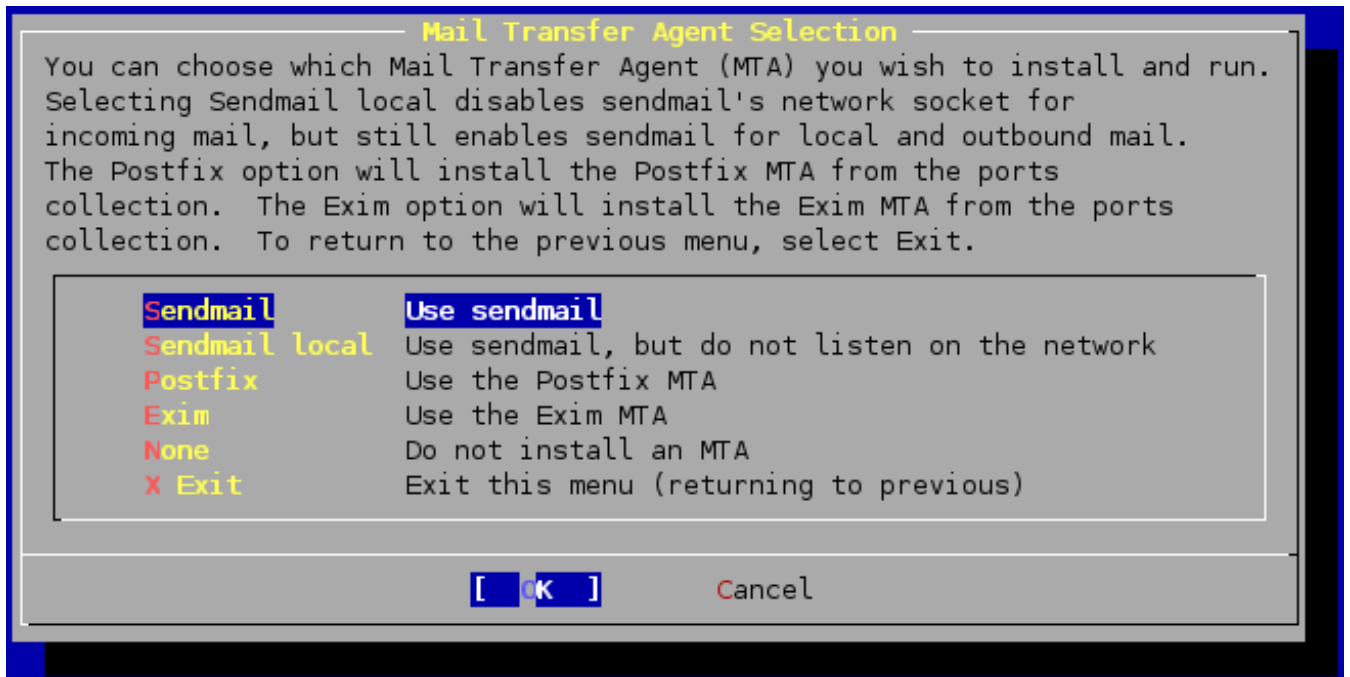 Mail Transfer Agent Selection
You can choose which Mail Transfer Agent (MTA) you wish to install and run.
Selecting Sendmail local disables sendmail's network socket for
incoming mail, but still enables sendmail for local and outbound mail.
The Postfix option will install the Postfix MTA from the ports
collection.  The Exim option will install the Exim MTA from the ports
collection.  To return to the previous menu, select Exit.
Sendmail Use sendmail
Sendmail local Use sendmail, but do not listen on the network
Postfix Use the Postfix MTA
Exim Use the Exim MTA
None Do not install an MTA
X Exit Exit this menu (returning to previous)
[ OK ] Cancel